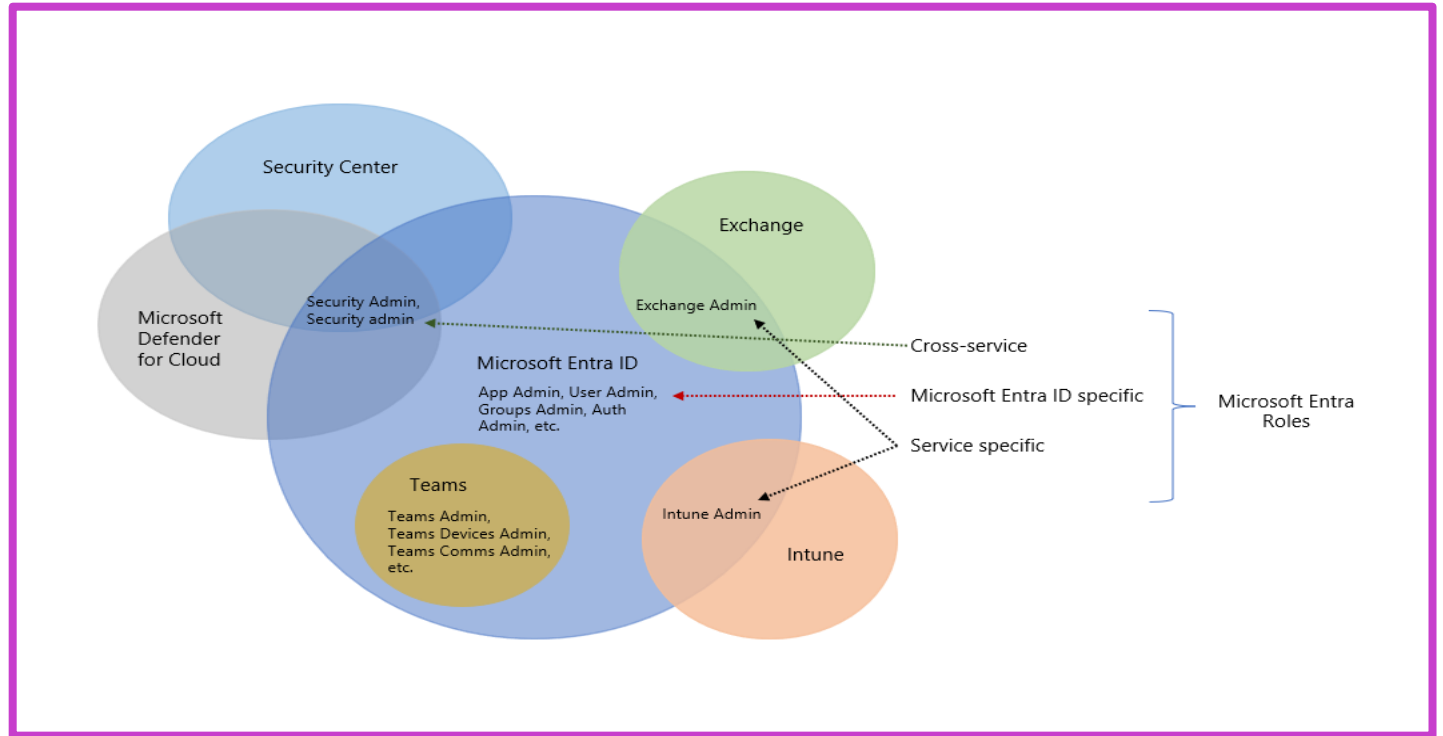 Security Center
Exchange
Security Admin,
Security admin
Exchange Admin
Microsoft
Defender
for Cloud
Microsoft Entra ID
App Admin, User Admin,
Groups Admin, Auth
Admin, etc.
Teams
Teams Admin,
Teams Devices Admin,
Teams Comms Admin,
etc.
Intune Admin
Intune
Cross-service
Microsoft Entra ID specific
Service specific
Microsoft Entra
Roles